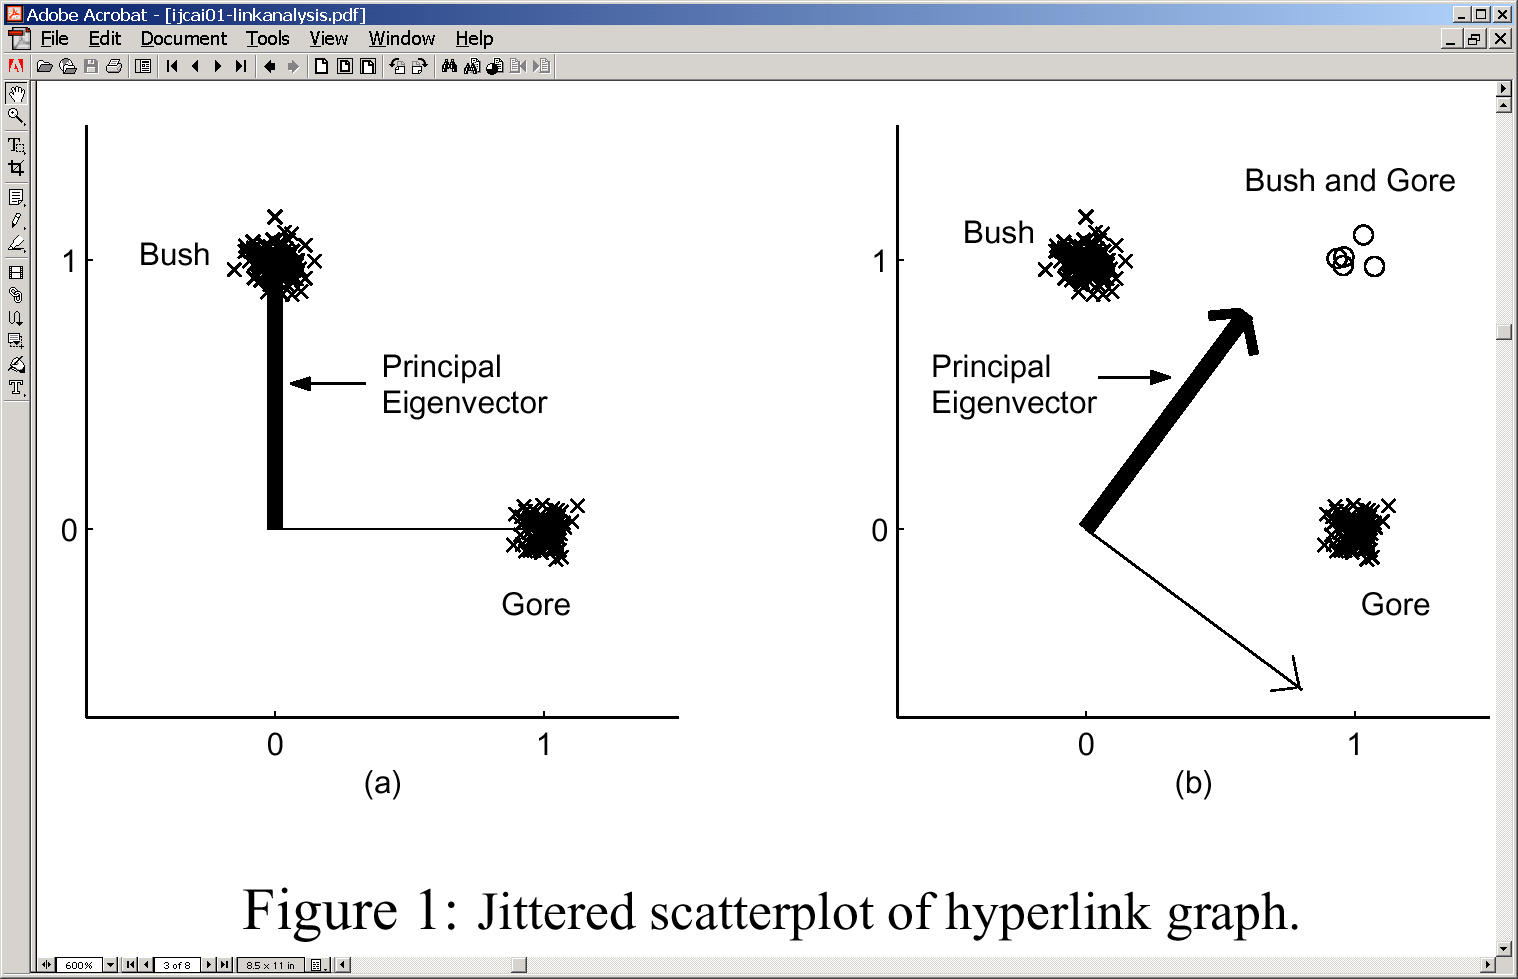 Adobe Acrobat - [ijcai01-linkanalysis.pdf]
File Edit Document Tools View Window Help
Bush
1
Principal
Eigenvector
0
Gore
0 1
(a)
Bush and Gore
Bush
1
Principal
Eigenvector
0
Gore
0 1
(b)
Figure 1: Jittered scatterplot of hyperlink graph.
600% 3 of 8 8.5 x 11 in